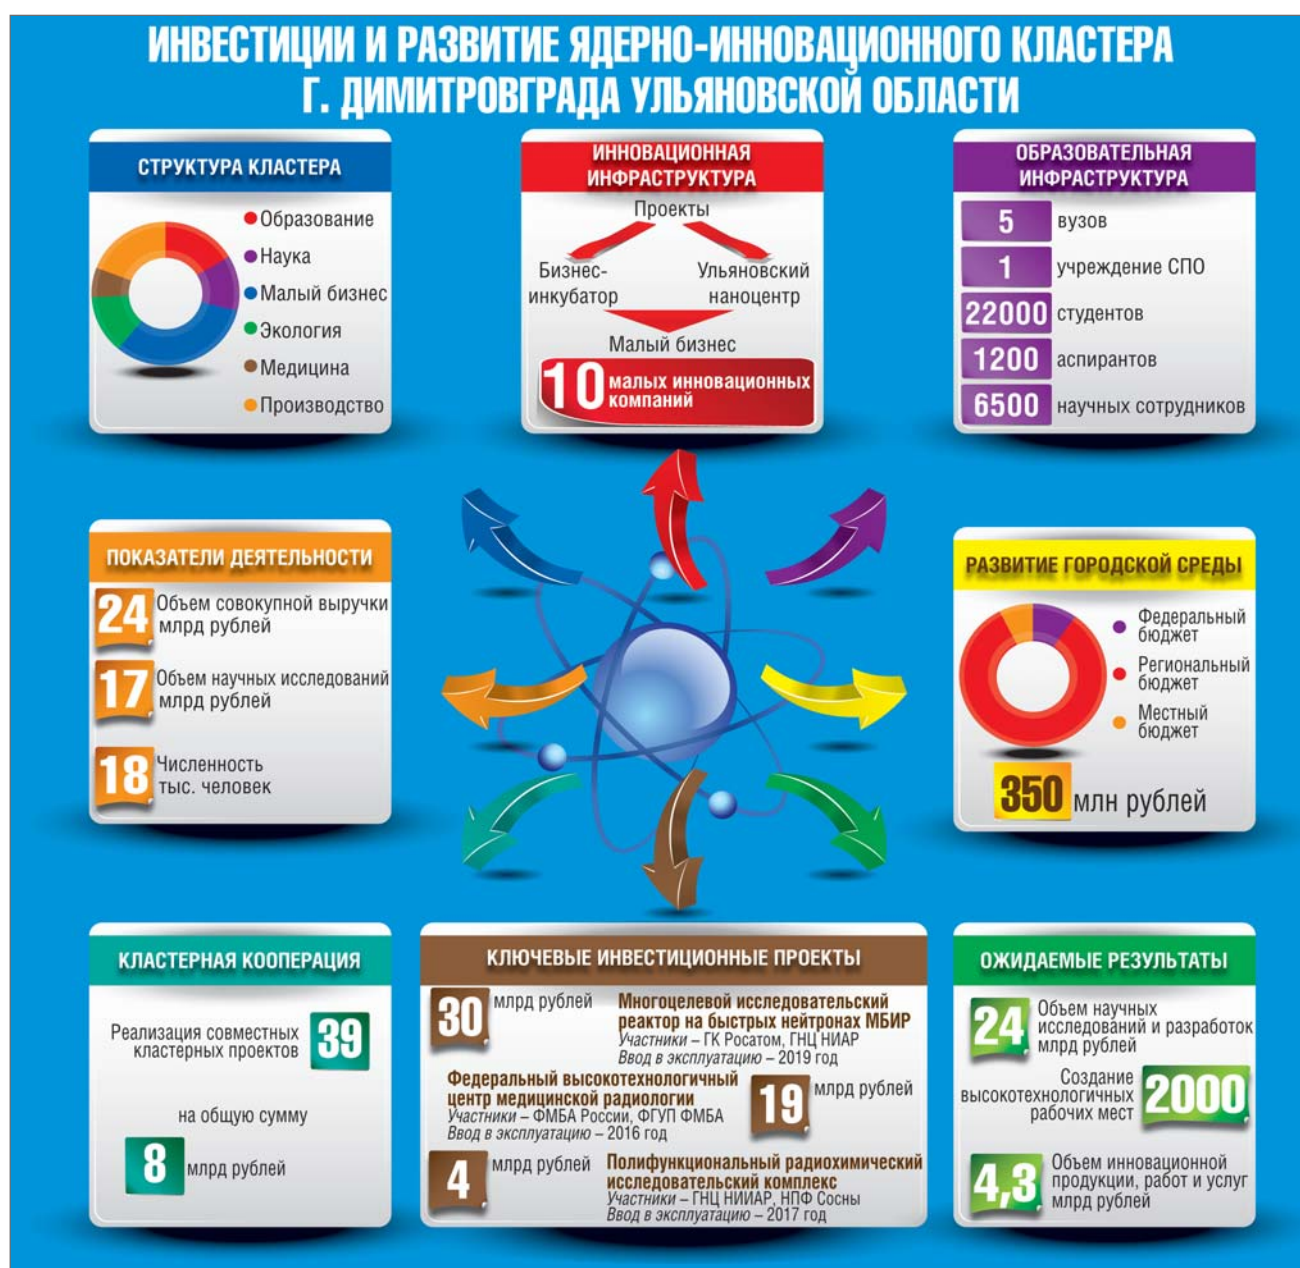 ИНВЕСТИЦИИ И РАЗВИТИЕ ЯДЕРНО-ИННОВАЦИОННОГО КЛАСТЕРА
Г. ДИМИТРОВГРАДА УЛЬЯНОВСКОЙ ОБЛАСТИ
СТРУКТУРА КЛАСТЕРА
Образование
Наука
Малый бизнес
Экология
Медицина
Производство
ИННОВАЦИОННАЯ
ИНФРАСТРУКТУРА
Проекты
Бизнес-
инкубатор
Ульяновский
наноцентр
Малый бизнес
10 малых инновационных
компаний
ОБРАЗОВАТЕЛЬНАЯ
ИНФРАСТРУКТУРА
5 вузов
1 учреждение СПО
22000 студентов
1200 аспирантов
6500 научных сотрудников
ПОКАЗАТЕЛИ ДЕЯТЕЛЬНОСТИ
24 Объем совокупной выручки
млрд рублей
17 Объем научных исследований
млрд рублей
18 Численность
тыс. человек
РАЗВИТИЕ ГОРОДСКОЙ СРЕДЫ
Федеральный
бюджет
Региональный
бюджет
Местный
бюджет
350 млн рублей
КЛАСТЕРНАЯ КООПЕРАЦИЯ
Реализация совместных
кластерных проектов
39
на общую сумму
8 млрд рублей
КЛЮЧЕВЫЕ ИНВЕСТИЦИОННЫЕ ПРОЕКТЫ
30 млрд рублей
Многоцелевой исследовательский
реактор на быстрых нейтронах МБИР
Участники – ГК Росатом, ГНЦ НИАР
Ввод в эксплуатацию – 2019 год
Федеральный высокотехнологичный
центр медицинской радиологии
Участники – ФМБА России, ФГУП ФМБА
Ввод в эксплуатацию – 2016 год
19 млрд рублей
4 млрд рублей
Полифункциональный радиохимический
исследовательский комплекс
Участники – ГНЦ НИИАР, НПФ Сосны
Ввод в эксплуатацию – 2017 год
ОЖИДАЕМЫЕ РЕЗУЛЬТАТЫ
24 Объем научных
исследований и разработок
млрд рублей
Создание
высокотехнологичных
рабочих мест
2000
4,3 Объем инновационной
продукции, работ и услуг
млрд рублей